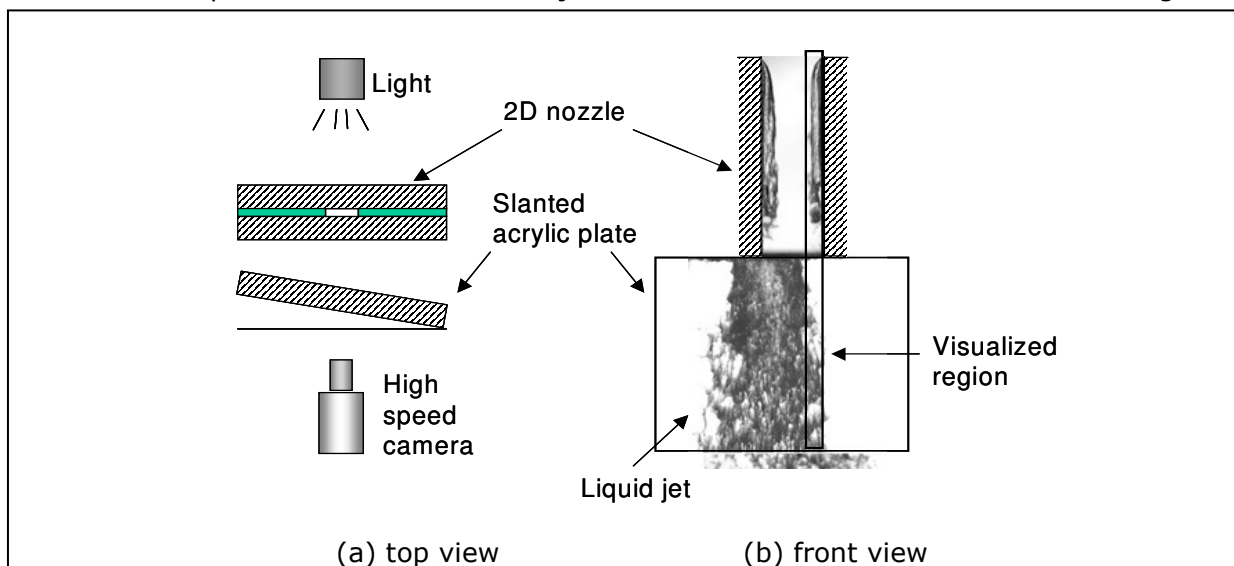 Light
2D nozzle
Slanted
acrylic plate
High
speed
camera
Visualized
region
Liquid jet
(a) top view
(b) front view